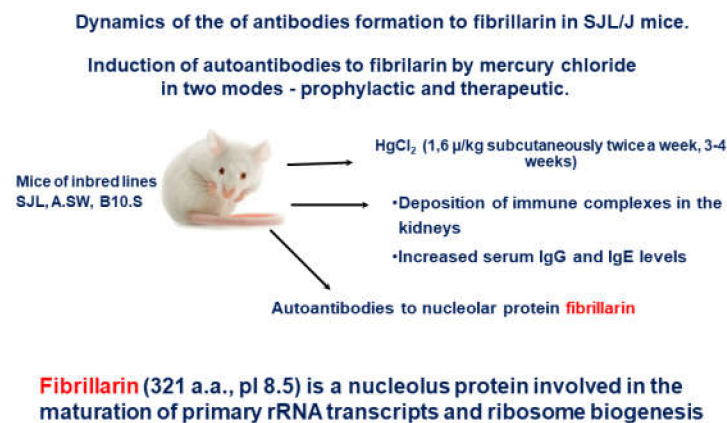 Dynamics of the of antibodies formation to fibrillarin in SJL/J mice.
Induction of autoantibodies to fibrilarin by mercury chloride
in two modes - prophylactic and therapeutic.
HgCl₂ (1,6 µ/kg subcutaneously twice a week, 3-4
weeks)
Mice of inbred lines
SJL, A.SW, B10.S
•Deposition of immune complexes in the
kidneys
•Increased serum IgG and IgE levels
Autoantibodies to nucleolar protein fibrillarin
Fibrillarin (321 a.a., pI 8.5) is a nucleolus protein involved in the
maturation of primary rRNA transcripts and ribosome biogenesis